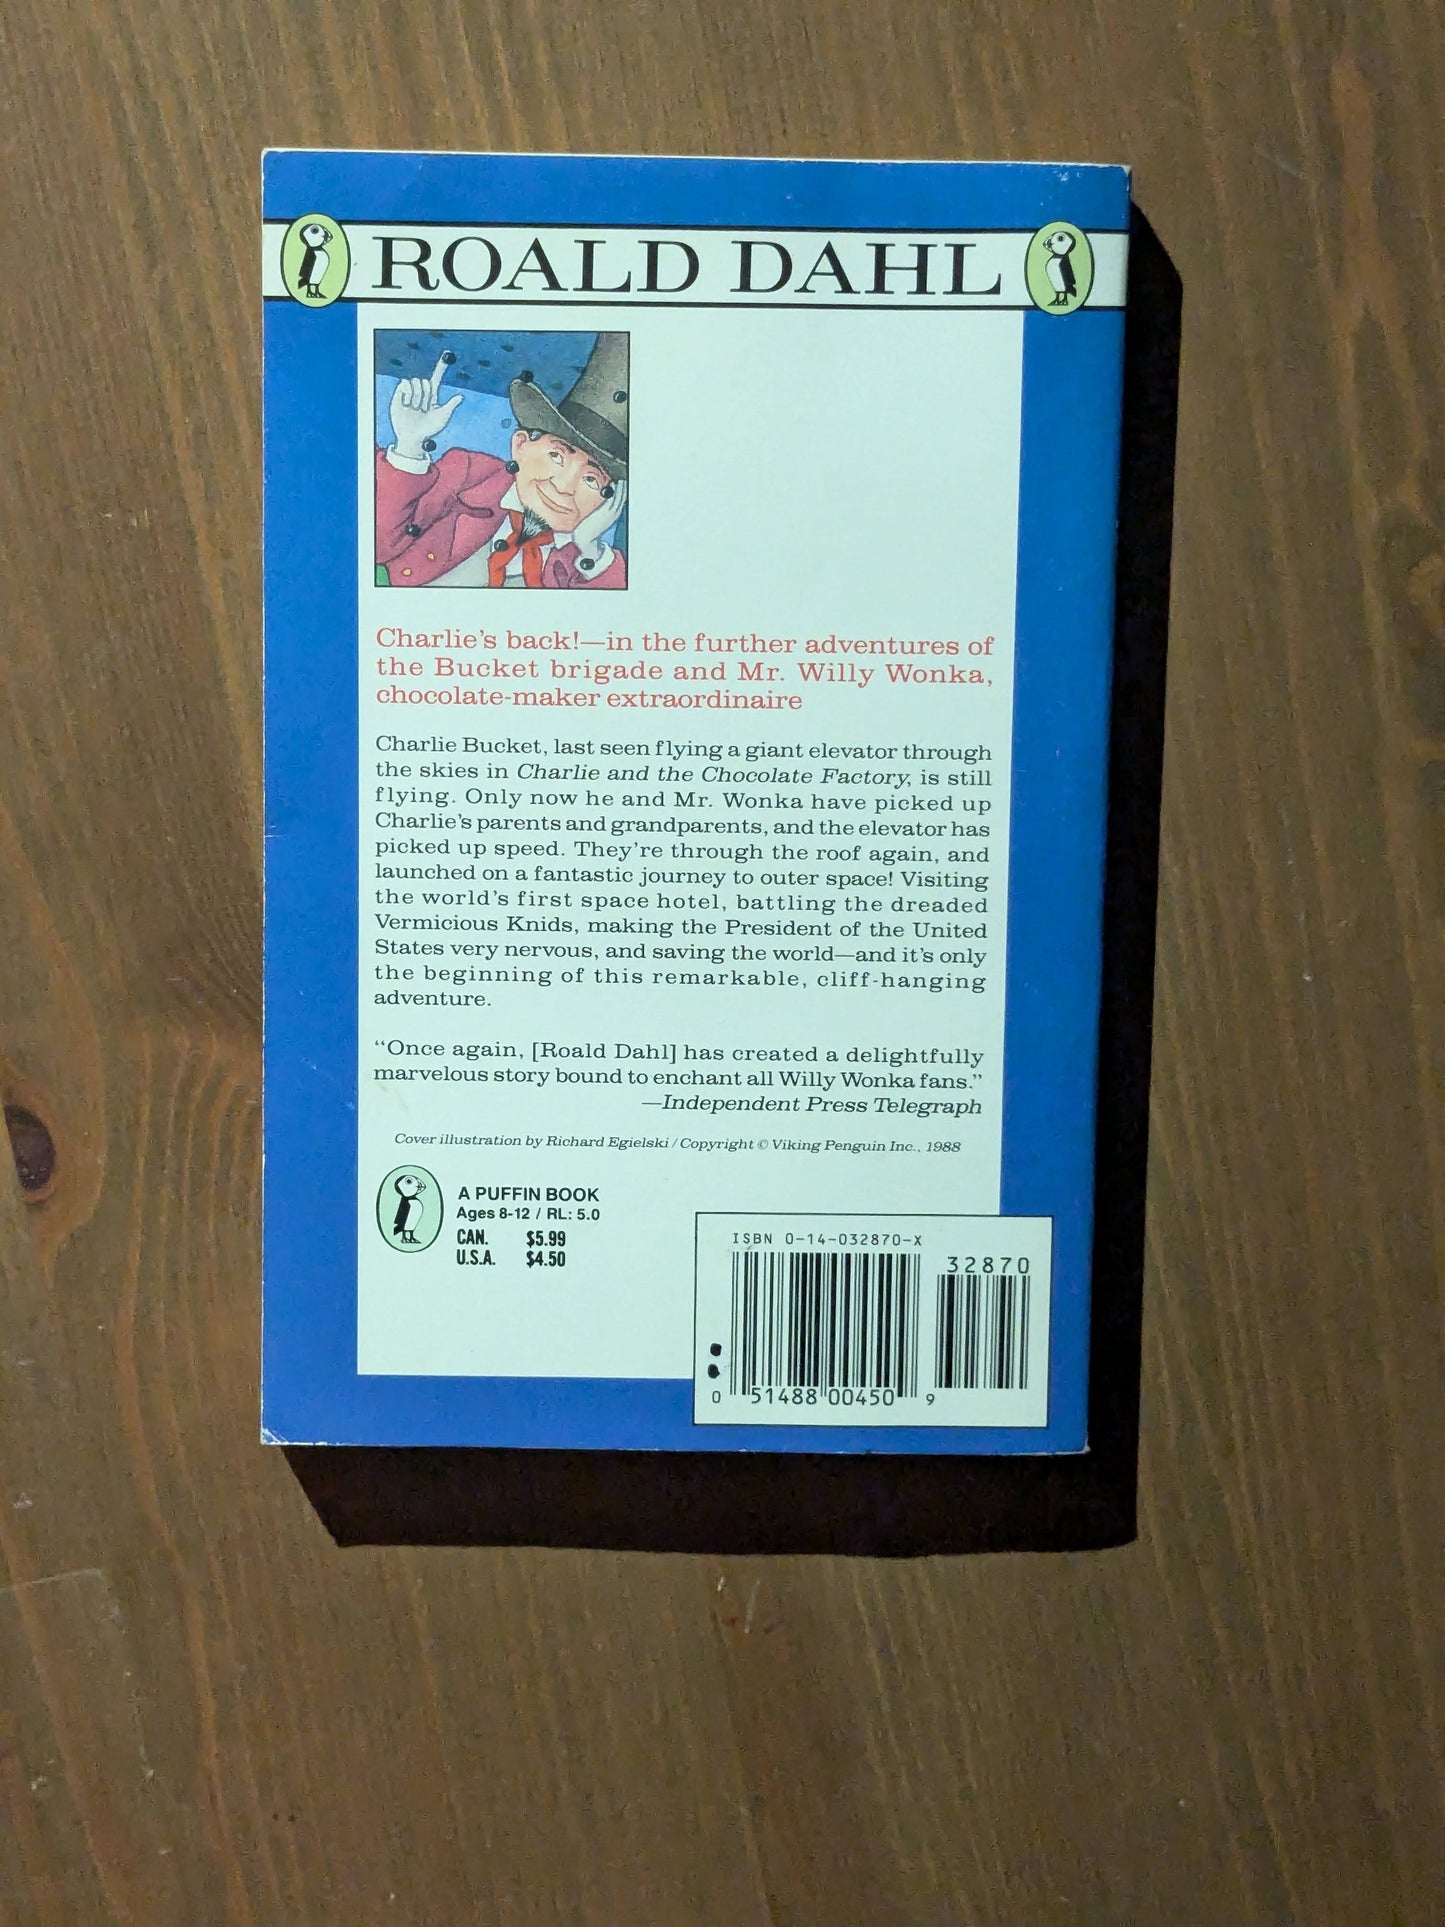 ROALD DAHL
Charlie's back!—in the further adventures of
the Bucket brigade and Mr. Willy Wonka,
chocolate-maker extraordinaire
Charlie Bucket, last seen flying a giant elevator through
the skies in Charlie and the Chocolate Factory, is still
flying. Only now he and Mr. Wonka have picked up
Charlie's parents and grandparents, and the elevator has
picked up speed. They're through the roof again, and
launched on a fantastic journey to outer space! Visiting
the world's first space hotel, battling the dreaded
Vermicious Knids, making the President of the United
States very nervous, and saving the world—and it's only
the beginning of this remarkable, cliff-hanging
adventure.
“Once again, [Roald Dahl] has created a delightfully
marvelous story bound to enchant all Willy Wonka fans.”
—Independent Press Telegraph
Cover illustration by Richard Egielski / Copyright © Viking Penguin Inc., 1988
A PUFFIN BOOK
Ages 8-12 / RL: 5.0
CAN. $5.99
U.S.A. $4.50
ISBN 0-14-032870-X
32870
0 51488 00450 9